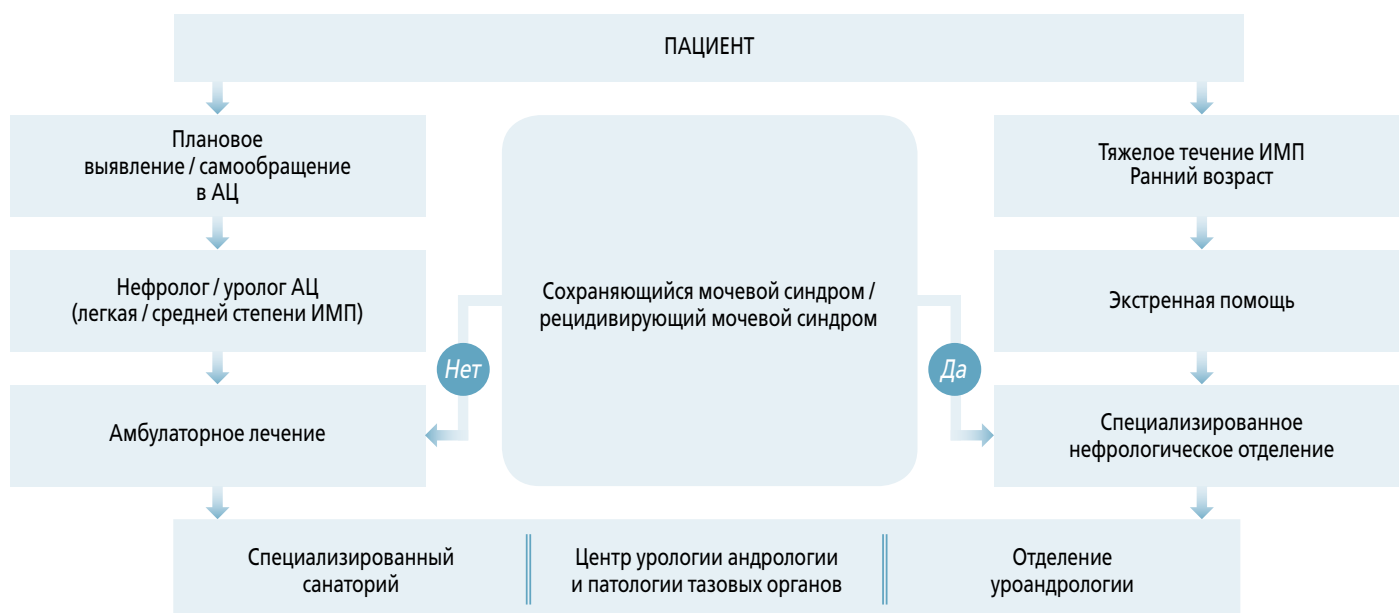 ПАЦИЕНТ
Плановое
выявление / самообращение
в АЦ
Тяжелое течение ИМП
Ранний возраст
Нефролог / уролог АЦ
(легкая / средней степени ИМП)
Сохраняющийся мочевой синдром /
рецидивирующий мочевой синдром
Экстренная помощь
Нет
Да
Амбулаторное лечение
Специализированное
нефрологическое отделение
Специализированный
санаторий
Центр урологии андрологии
и патологии тазовых органов
Отделение
уроандрологии